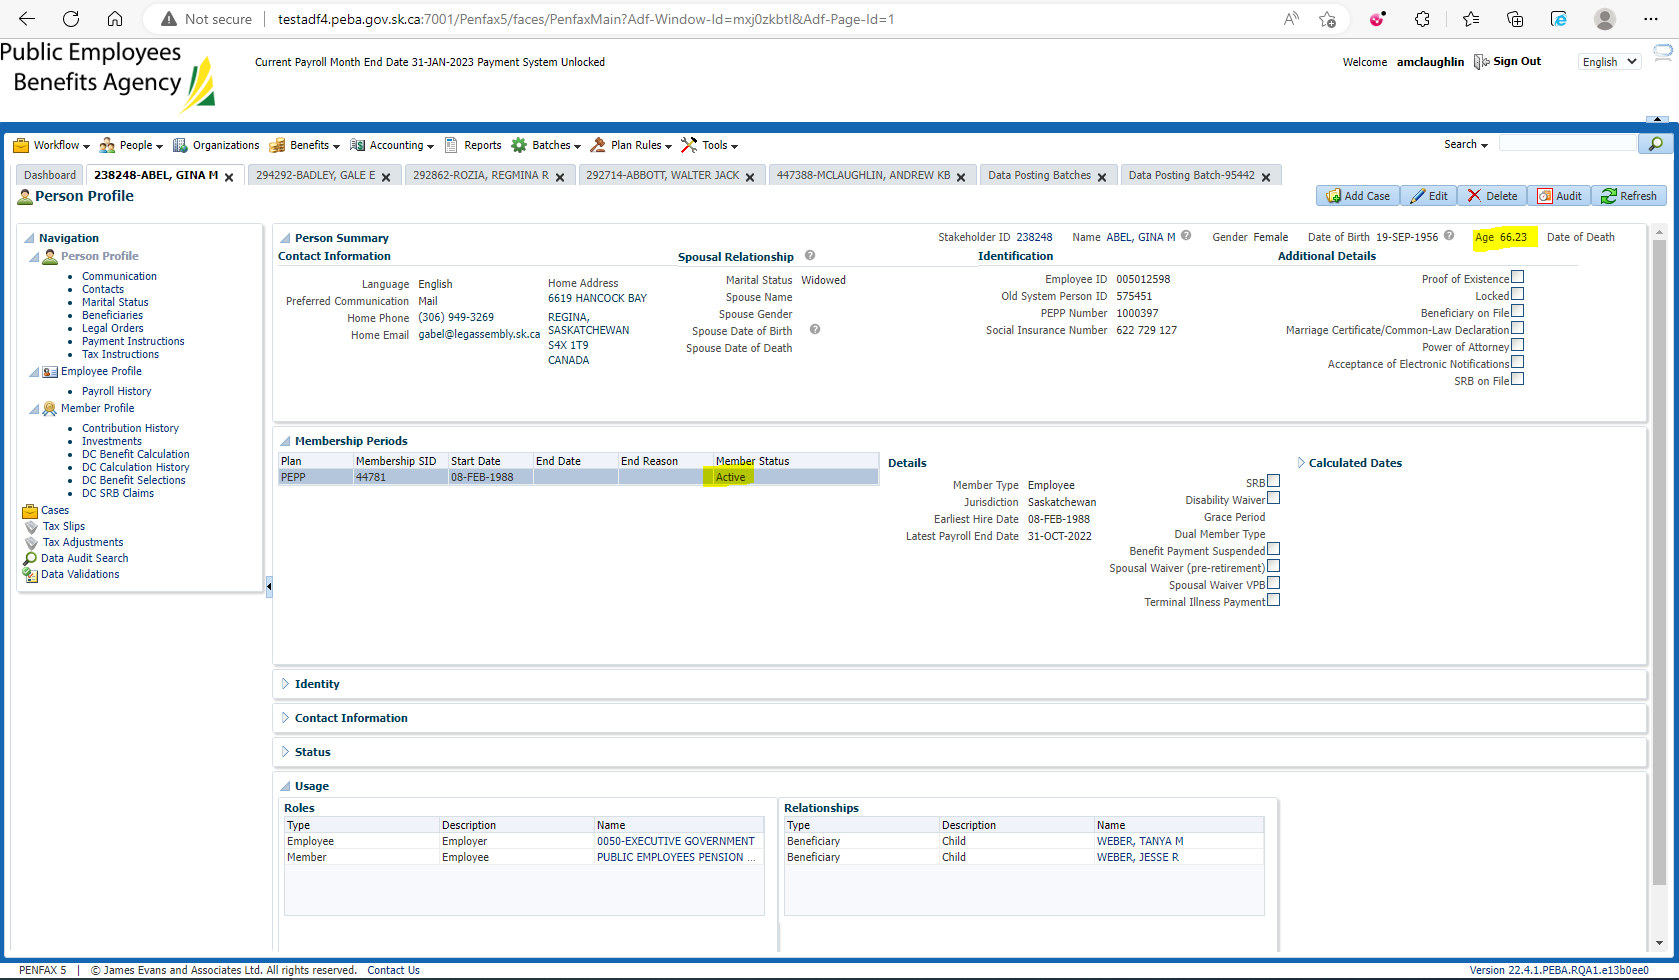 Not secure | testadf4.peba.gov.sk.ca:7001/Penfax5/faces/PenfaxMain?Adf-Window-Id=mxj0zkbtl&Adf-Page-Id=1
Public Employees
Benefits Agency
Current Payroll Month End Date 31-JAN-2023 Payment System Unlocked
Welcome amclaughlin Sign Out English
Workflow People Organizations Benefits Accounting Reports Batches Plan Rules Tools Search
Dashboard 238248-ABEL, GINA M 294292-BADLEY, GALE E 292862-ROZIA, REGMINA R 292714-ABBOTT, WALTER JACK 447388-MCLAUGHLIN, ANDREW KB Data Posting Batches Data Posting Batch-95442
Person Profile
Add Case Edit Delete Audit Refresh
Navigation
Person Profile
Communication
Contacts
Marital Status
Beneficiaries
Legal Orders
Payment Instructions
Tax Instructions
Employee Profile
Payroll History
Member Profile
Contribution History
Investments
DC Benefit Calculation
DC Calculation History
DC Benefit Selections
DC SRB Claims
Cases
Tax Slips
Tax Adjustments
Data Audit Search
Data Validations
Person Summary
Stakeholder ID 238248 Name ABEL, GINA M Gender Female Date of Birth 19-SEP-1956 Age 66.23 Date of Death
Contact Information
Language English
Preferred Communication Mail
Home Phone (306) 949-3269
Home Email gabel@legassembly.sk.ca
Home Address
6619 HANCOCK BAY
REGINA,
SASKATCHEWAN
S4X 1T9
CANADA
Spousal Relationship
Marital Status Widowed
Spouse Name
Spouse Gender
Spouse Date of Birth
Spouse Date of Death
Identification
Employee ID 005012598
Old System Person ID 575451
PEPP Number 1000397
Social Insurance Number 622 729 127
Additional Details
Proof of Existence
Locked
Beneficiary on File
Marriage Certificate/Common-Law Declaration
Power of Attorney
Acceptance of Electronic Notifications
SRB on File
Membership Periods
Plan Membership SID Start Date End Date End Reason Member Status
PEPP 44781 08-FEB-1988 Active
Details
Member Type Employee
Jurisdiction Saskatchewan
Earliest Hire Date 08-FEB-1988
Latest Payroll End Date 31-OCT-2022
SRB
Disability Waiver
Grace Period
Dual Member Type
Benefit Payment Suspended
Spousal Waiver (pre-retirement)
Spousal Waiver VPB
Terminal Illness Payment
Calculated Dates
Identity
Contact Information
Status
Usage
Roles
Type Description Name
Employee Employer 0050-EXECUTIVE GOVERNMENT
Member Employee PUBLIC EMPLOYEES PENSION ...
Relationships
Type Description Name
Beneficiary Child WEBER, TANYA M
Beneficiary Child WEBER, JESSE R
PENFAX 5 | © James Evans and Associates Ltd. All rights reserved. Contact Us
Version 22.4.1.PEBA.RQA1.e13b0ee0